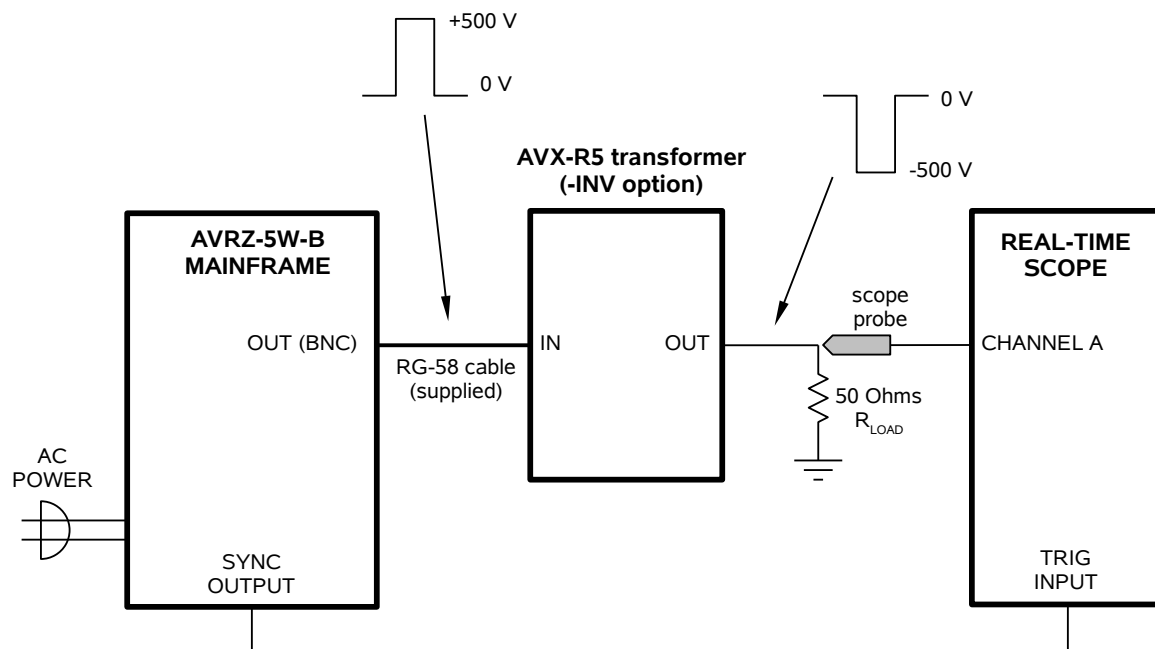 +500 V
0 V
0 V
-500 V
AVX-R5 transformer
(-INV option)
AVRZ-5W-B
MAINFRAME
REAL-TIME
SCOPE
scope
probe
OUT (BNC)
IN
OUT
CHANNEL A
RG-58 cable
(supplied)
50 Ohms
RLOAD
AC
POWER
SYNC
OUTPUT
TRIG
INPUT